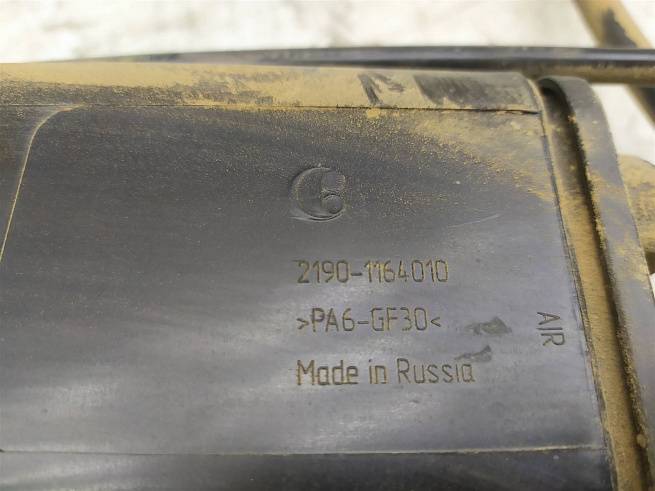 2190-1164010
>PA6-GF30<
Made in Russia
AIR